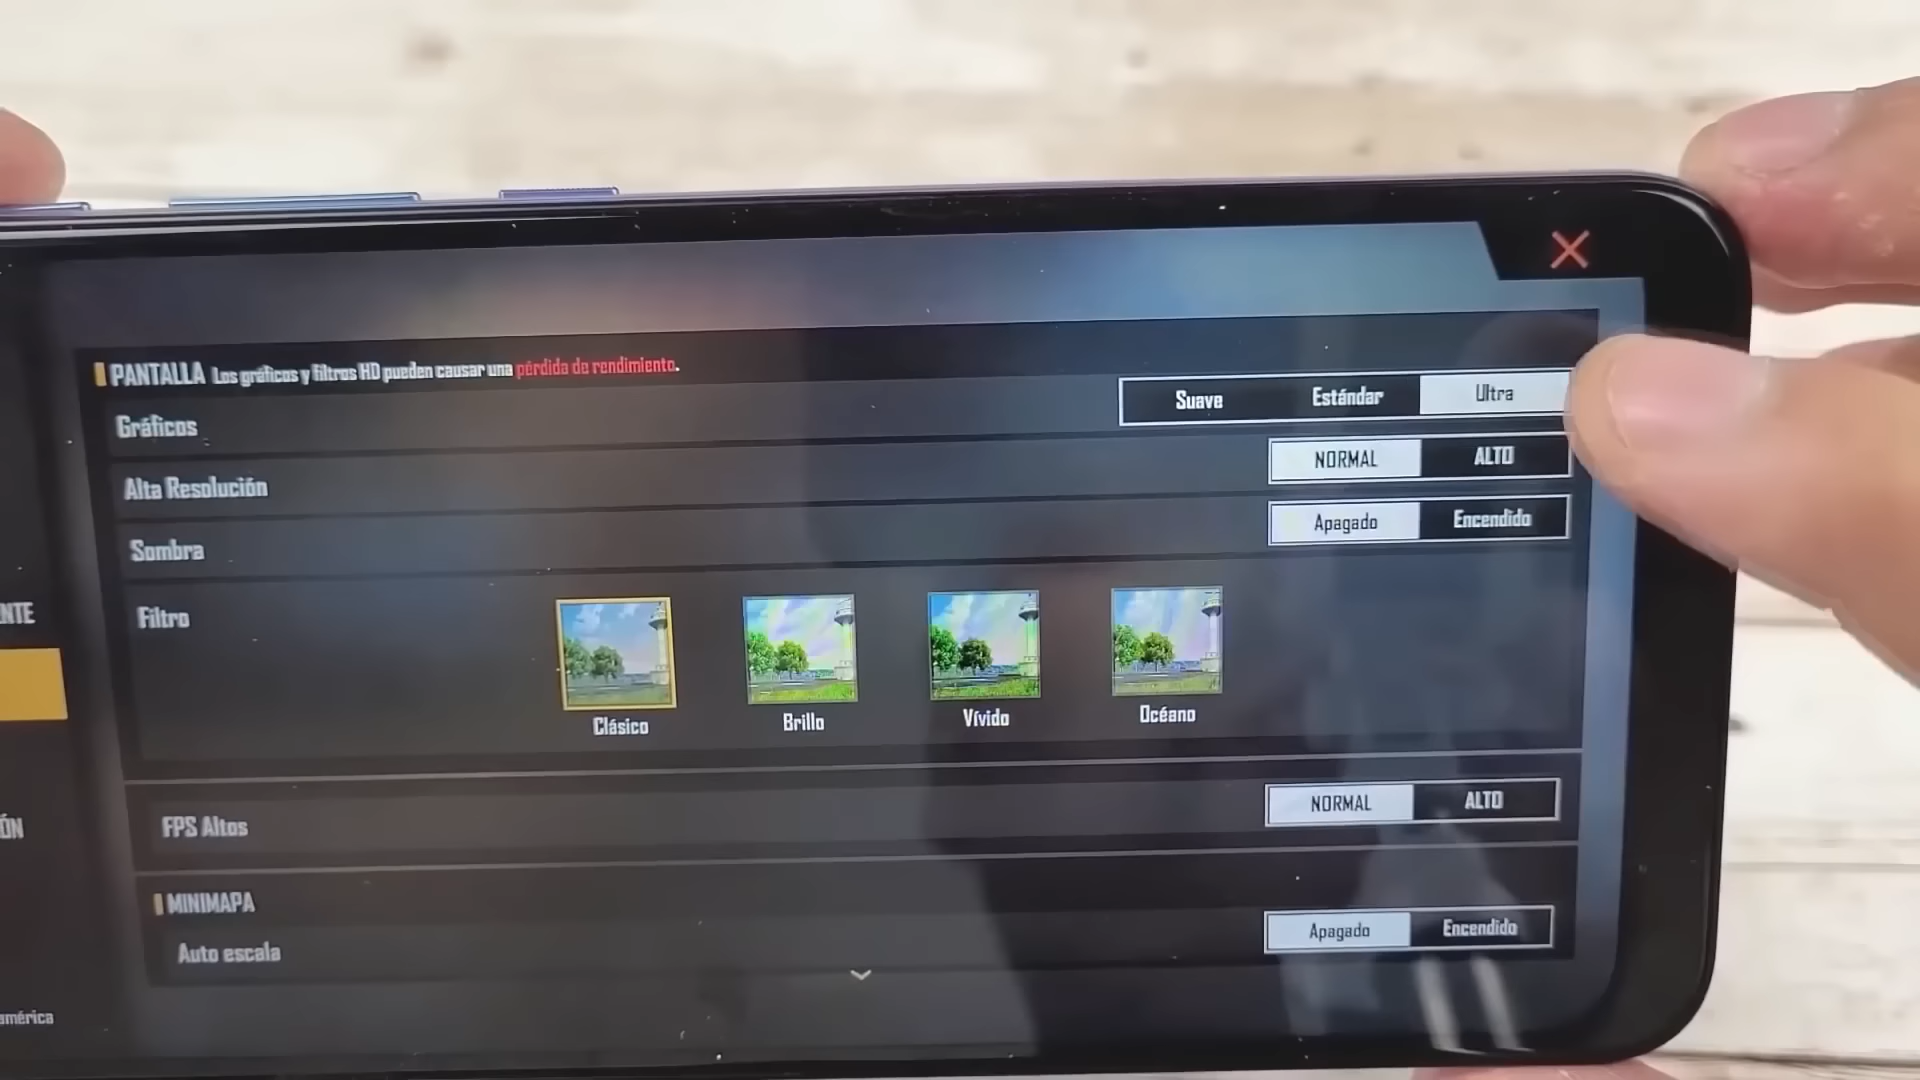 PANTALLA Los gráficos y filtros HD pueden causar una pérdida de rendimiento.
Gráficos Suave Estándar Ultra
Alta Resolución NORMAL ALTO
Sombra Apagado Encendido
Filtro
Clásico Brillo Vívido Océano
FPS Altos NORMAL ALTO
MINIMAPA
Auto escala Apagado Encendido
NTE
ÓN
américa